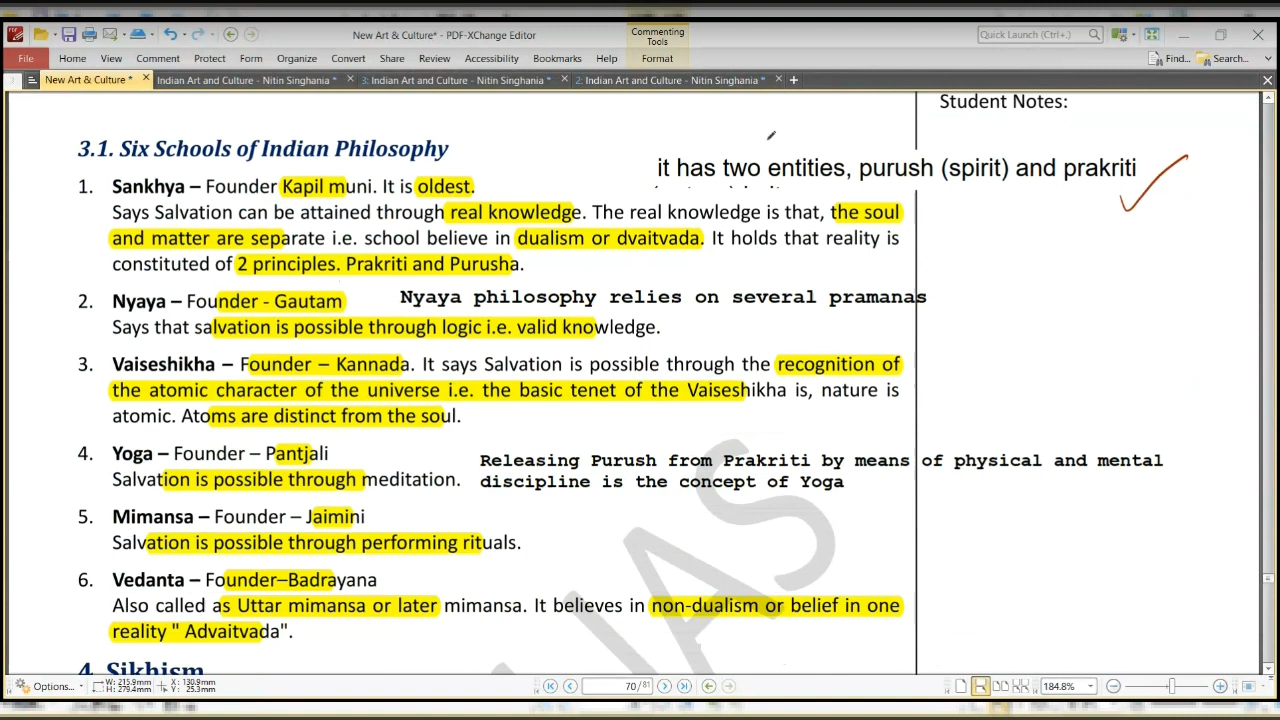 New Art & Culture* - PDF-XChange Editor
Commenting Tools
Quick Launch (Ctrl+.)
File Home View Comment Protect Form Organize Convert Share Review Accessibility Bookmarks Help Format Find... Search...
New Art & Culture * Indian Art and Culture - Nitin Singhania * 3: Indian Art and Culture - Nitin Singhania * 2: Indian Art and Culture - Nitin Singhania *
Student Notes:
3.1. Six Schools of Indian Philosophy
it has two entities, purush (spirit) and prakriti
1. Sankhya – Founder Kapil muni. It is oldest.
Says Salvation can be attained through real knowledge. The real knowledge is that, the soul
and matter are separate i.e. school believe in dualism or dvaitvada. It holds that reality is
constituted of 2 principles. Prakriti and Purusha.
2. Nyaya – Founder - Gautam
Nyaya philosophy relies on several pramanas
Says that salvation is possible through logic i.e. valid knowledge.
3. Vaiseshikha – Founder – Kannada. It says Salvation is possible through the recognition of
the atomic character of the universe i.e. the basic tenet of the Vaiseshikha is, nature is
atomic. Atoms are distinct from the soul.
4. Yoga – Founder – Pantjali
Salvation is possible through meditation.
Releasing Purush from Prakriti by means of physical and mental
discipline is the concept of Yoga
5. Mimansa – Founder – Jaimini
Salvation is possible through performing rituals.
6. Vedanta – Founder–Badrayana
Also called as Uttar mimansa or later mimansa. It believes in non-dualism or belief in one
reality " Advaitvada".
4. Sikhism
IAS
Options... W: 215.9mm H: 279.4mm X: 130.9mm Y: 25.3mm 70/81 184.8%